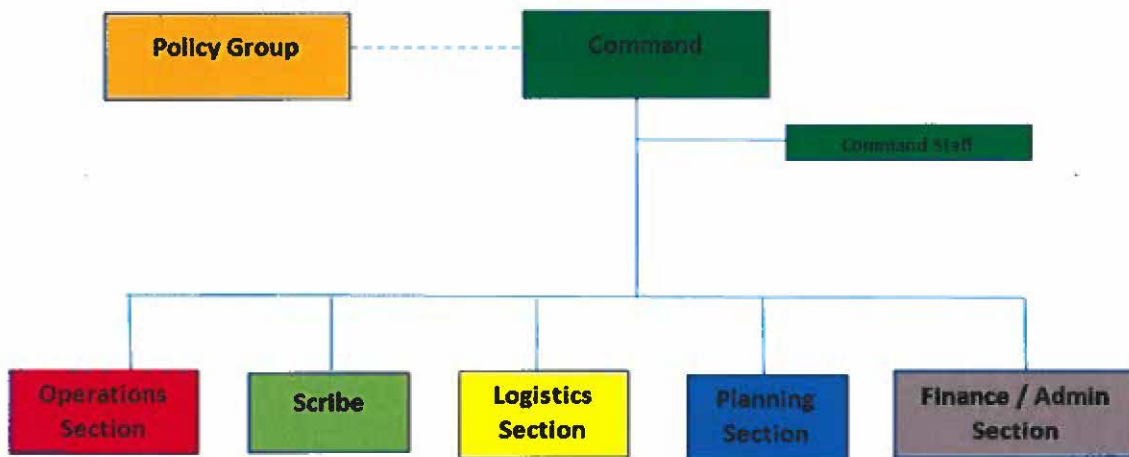 Policy Group
Command
Command Staff
Operations
Section
Scribe
Logistics
Section
Planning
Section
Finance / Admin
Section